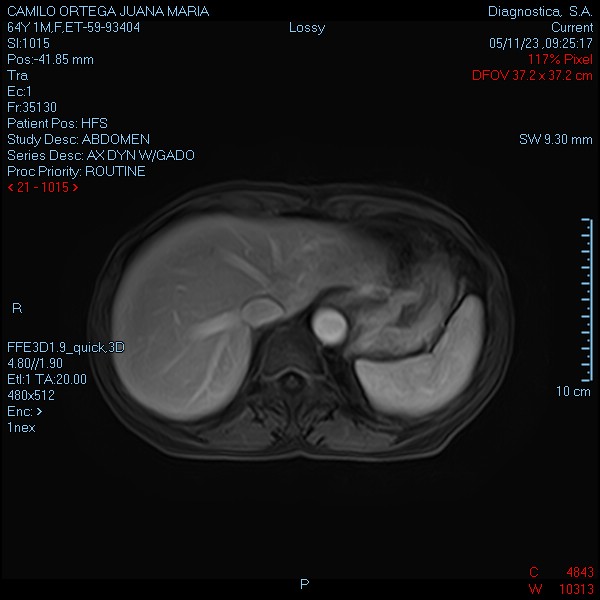 CAMILO ORTEGA JUANA MARIA
64Y 1M,F,ET-59-93404
SI:1015
Pos:-41.85 mm
Tra
Ec:1
Fr:35130
Patient Pos: HFS
Study Desc: ABDOMEN
Series Desc: AX DYN W/GADO
Proc Priority: ROUTINE
< 21 - 1015 >
Lossy
Diagnostica, S.A.
Current
05/11/23 ,09:25:17
117% Pixel
DFOV 37.2 x 37.2 cm
SW 9.30 mm
R
FFE3D1.9_quick,3D
4.80//1.90
Etl:1 TA:20.00
480x512
Enc: >
1nex
10 cm
P
C 4843
W 10313